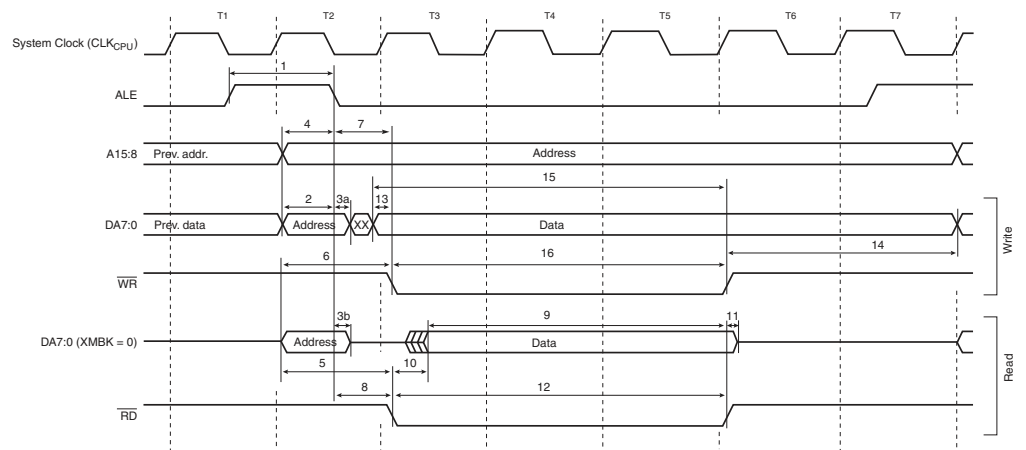 T1 T2 T3 T4 T5 T6 T7
System Clock (CLKCPU)
1
ALE
4 7
A15:8 Prev. addr. Address
15
2 3a 13
DA7:0 Prev. data Address XX Data
14
6 16
WR
3b 9 11
DA7:0 (XMBK = 0) Address Data
5 10
8 12
RD
Write
Read